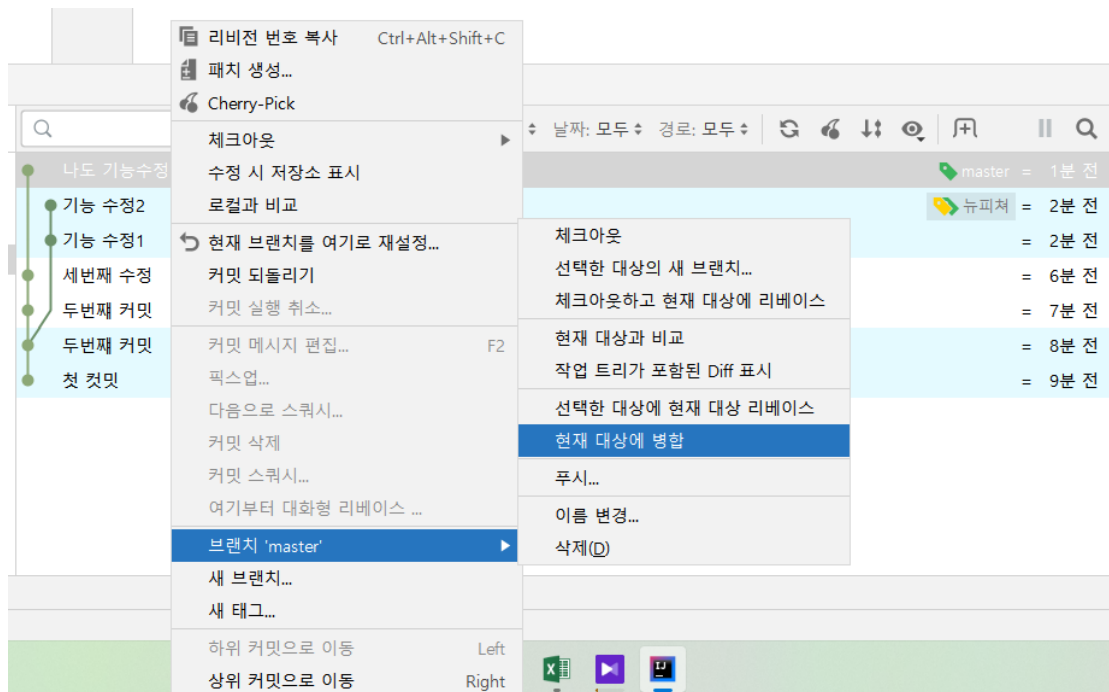 리비전 번호 복사 Ctrl+Alt+Shift+C
패치 생성...
Cherry-Pick
체크아웃
수정 시 저장소 표시
로컬과 비교
현재 브랜치를 여기로 재설정...
커밋 되돌리기
커밋 실행 취소...
커밋 메시지 편집... F2
픽스업...
다음으로 스쿼시...
커밋 삭제
커밋 스쿼시...
여기부터 대화형 리베이스 ...
브랜치 'master'
새 브랜치...
새 태그...
하위 커밋으로 이동 Left
상위 커밋으로 이동 Right
날짜: 모두 경로: 모두
나도 기능수정 master = 1분 전
기능 수정2 뉴피쳐 = 2분 전
기능 수정1 = 2분 전
세번째 수정 = 6분 전
두번째 커밋 = 7분 전
두번째 커밋 = 8분 전
첫 컷밋 = 9분 전
체크아웃
선택한 대상의 새 브랜치...
체크아웃하고 현재 대상에 리베이스
현재 대상과 비교
작업 트리가 포함된 Diff 표시
선택한 대상에 현재 대상 리베이스
현재 대상에 병합
푸시...
이름 변경...
삭제(D)